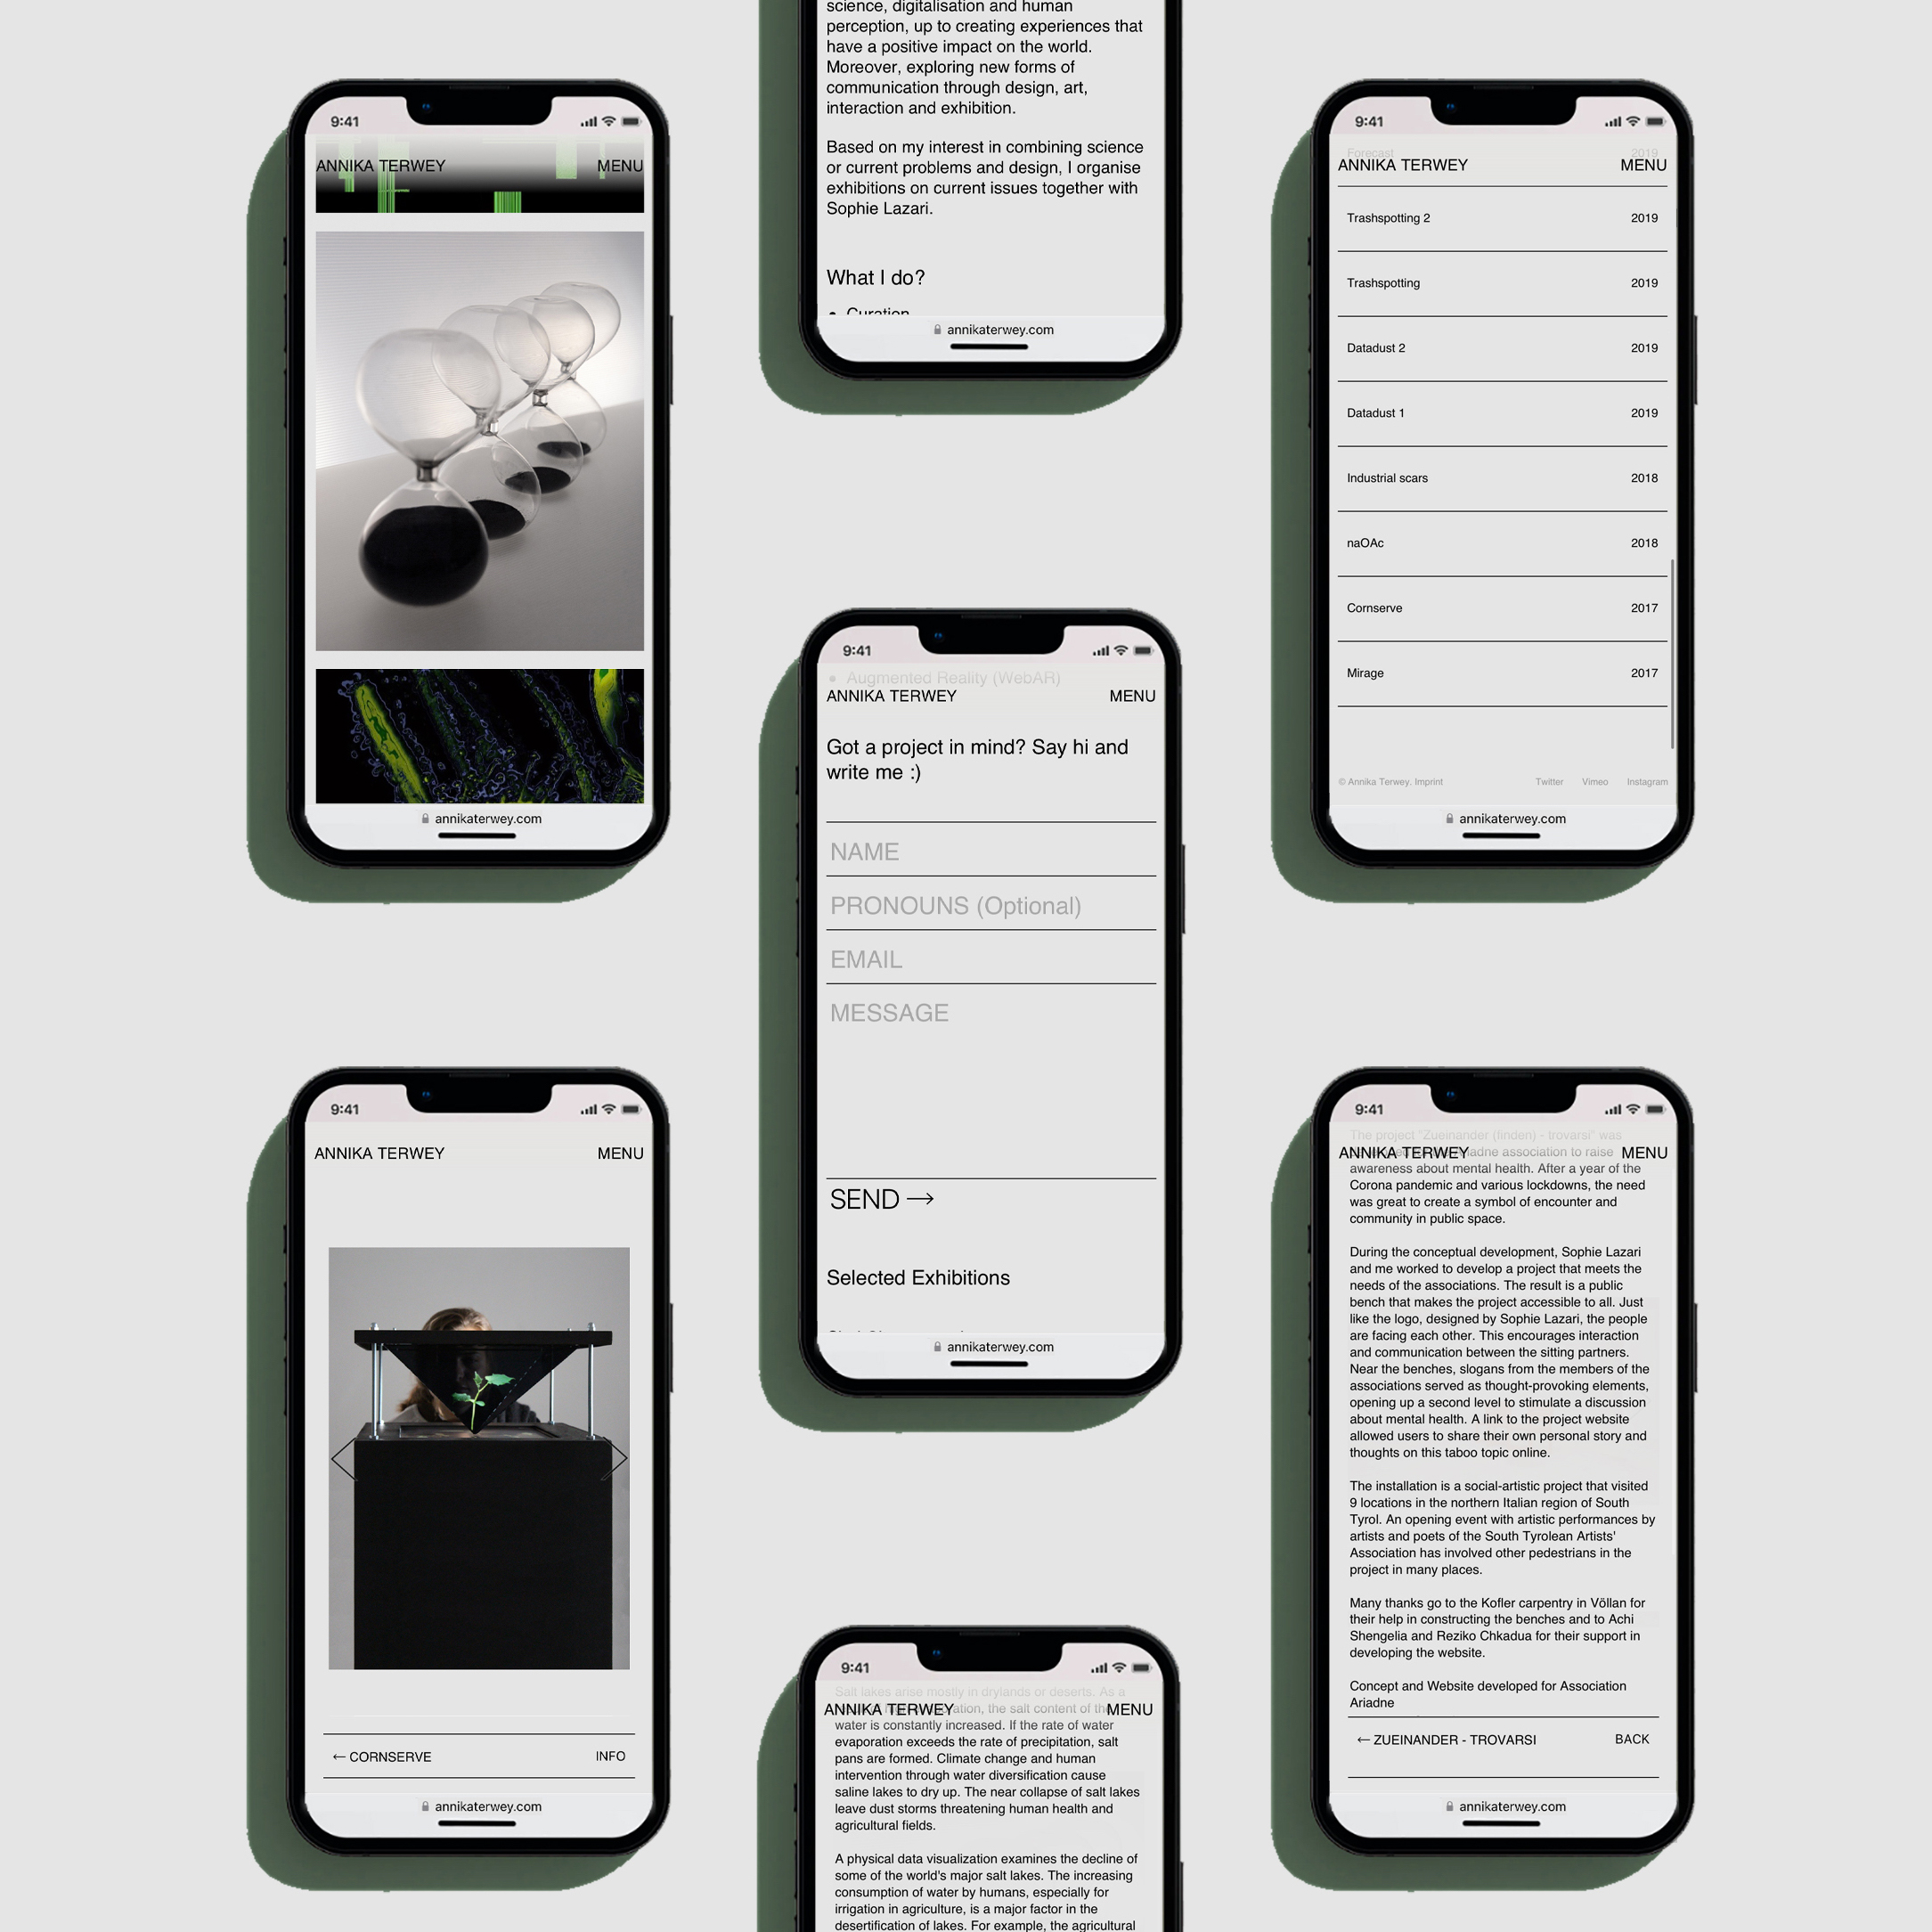 9:41
ANNIKA TERWEY MENU
annikaterwey.com
science, digitalisation and human
perception, up to creating experiences that
have a positive impact on the world.
Moreover, exploring new forms of
communication through design, art,
interaction and exhibition.
Based on my interest in combining science
or current problems and design, I organise
exhibitions on current issues together with
Sophie Lazari.
What I do?
• Curation
annikaterwey.com
9:41
Forecast 2019
ANNIKA TERWEY MENU
Trashspotting 2 2019
Trashspotting 2019
Datadust 2 2019
Datadust 1 2019
Industrial scars 2018
naOAc 2018
Cornserve 2017
Mirage 2017
© Annika Terwey. Imprint Twitter Vimeo Instagram
annikaterwey.com
9:41
• Augmented Reality (WebAR)
ANNIKA TERWEY MENU
Got a project in mind? Say hi and
write me :)
NAME
PRONOUNS (Optional)
EMAIL
MESSAGE
SEND →
Selected Exhibitions
annikaterwey.com
9:41
ANNIKA TERWEY MENU
← CORNSERVE INFO
annikaterwey.com
9:41
Salt lakes arise mostly in drylands or deserts. As a
ANNIKA TERWEY MENU
the salt content of the
water is constantly increased. If the rate of water
evaporation exceeds the rate of precipitation, salt
pans are formed. Climate change and human
intervention through water diversification cause
saline lakes to dry up. The near collapse of salt lakes
leave dust storms threatening human health and
agricultural fields.
A physical data visualization examines the decline of
some of the world's major salt lakes. The increasing
consumption of water by humans, especially for
irrigation in agriculture, is a major factor in the
desertification of lakes. For example, the agricultural
9:41
The project "Zueinander (finden) - trovarsi" was
ANNIKA TERWEY MENU
association to raise
awareness about mental health. After a year of the
Corona pandemic and various lockdowns, the need
was great to create a symbol of encounter and
community in public space.
During the conceptual development, Sophie Lazari
and me worked to develop a project that meets the
needs of the associations. The result is a public
bench that makes the project accessible to all. Just
like the logo, designed by Sophie Lazari, the people
are facing each other. This encourages interaction
and communication between the sitting partners.
Near the benches, slogans from the members of the
associations served as thought-provoking elements,
opening up a second level to stimulate a discussion
about mental health. A link to the project website
allowed users to share their own personal story and
thoughts on this taboo topic online.
The installation is a social-artistic project that visited
9 locations in the northern Italian region of South
Tyrol. An opening event with artistic performances by
artists and poets of the South Tyrolean Artists'
Association has involved other pedestrians in the
project in many places.
Many thanks go to the Kofler carpentry in Völlan for
their help in constructing the benches and to Achi
Shengelia and Reziko Chkadua for their support in
developing the website.
Concept and Website developed for Association
Ariadne
← ZUEINANDER - TROVARSI BACK
annikaterwey.com